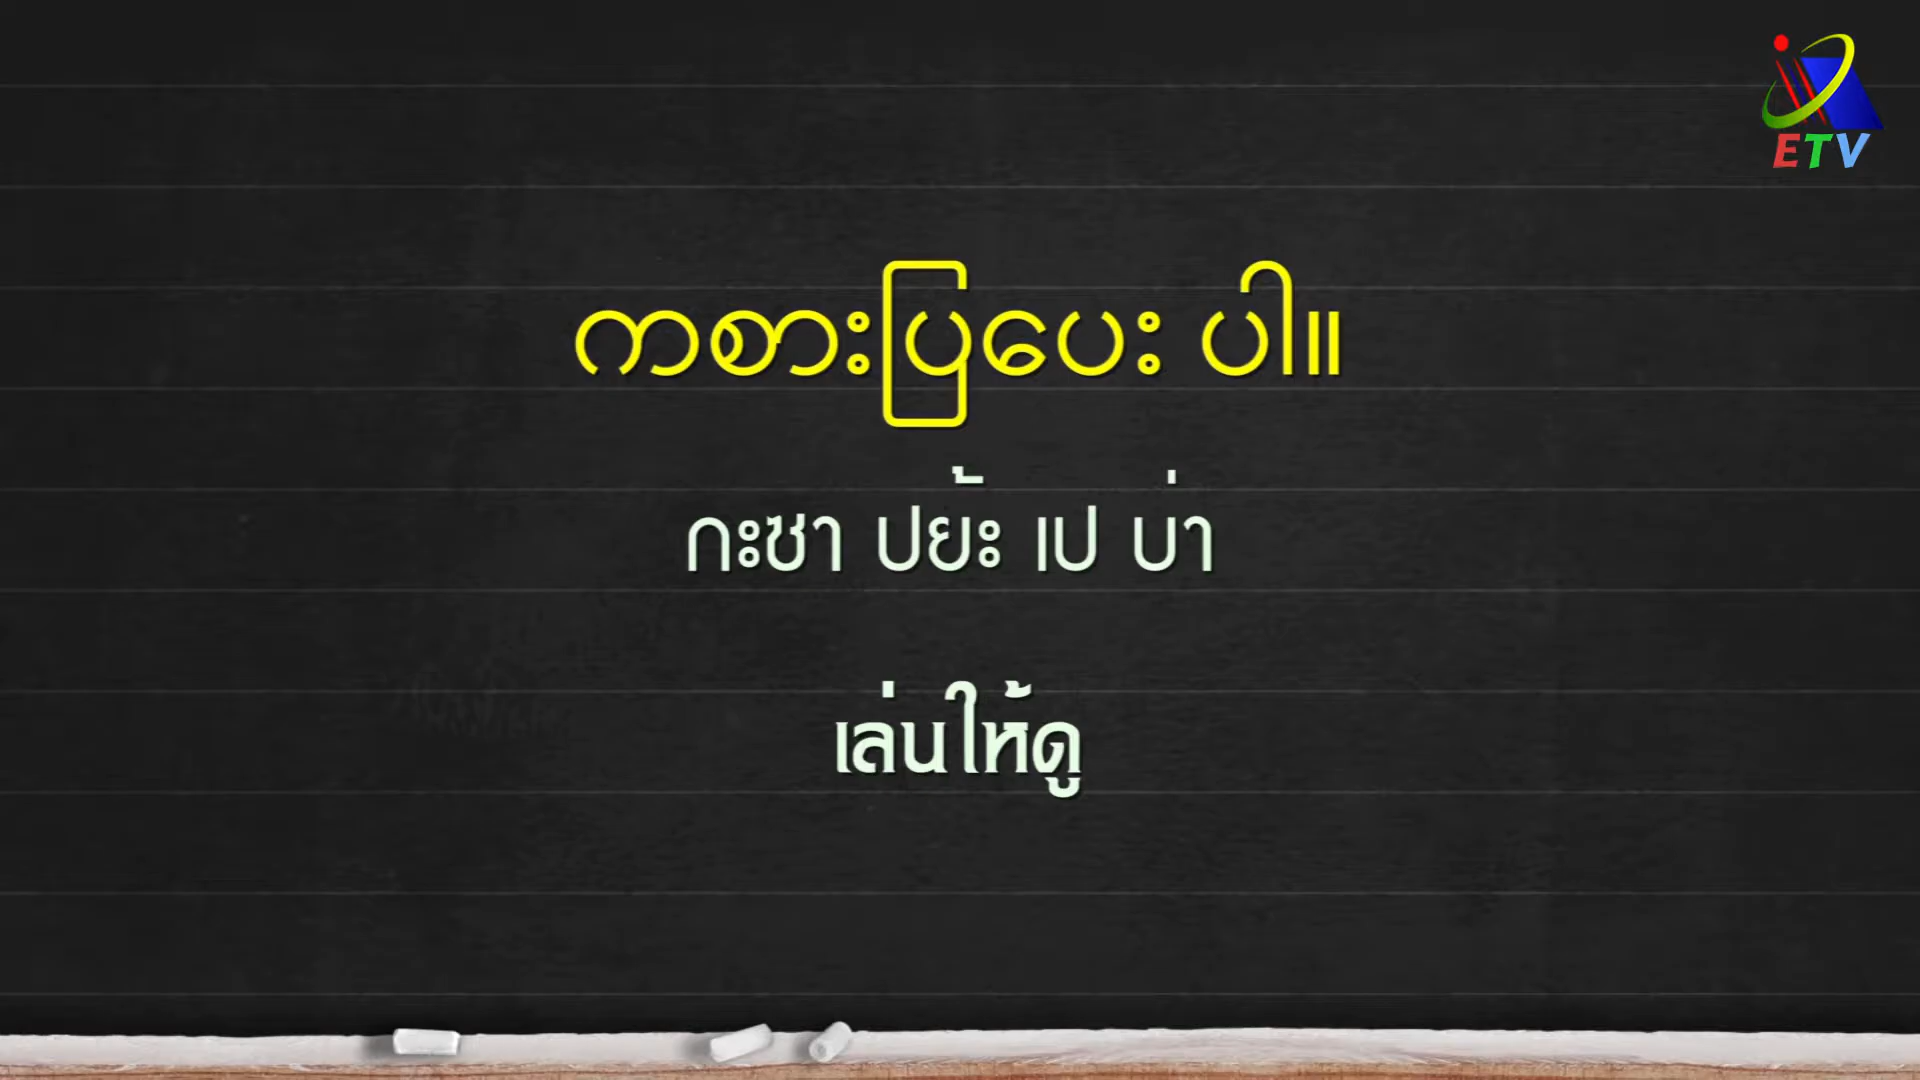 ETV
ကစားပြပေး ပါ။
กะซา ปย้ะ เป บ่า
เล่นให้ดู